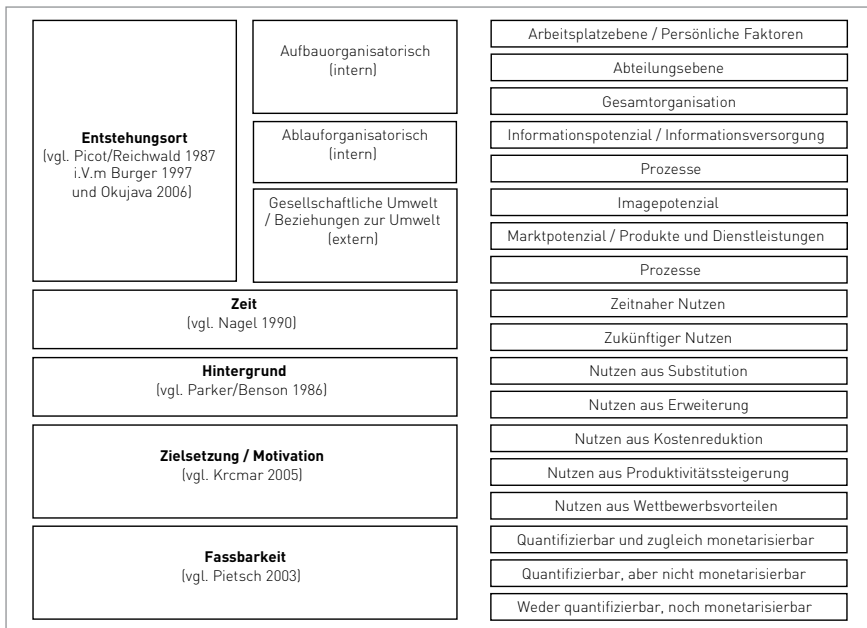 Entstehungsort
(vgl. Picot/Reichwald 1987
i.V.m Burger 1997
und Okujava 2006)
Aufbauorganisatorisch
(intern)
Arbeitsplatzebene / Persönliche Faktoren
Abteilungsebene
Gesamtorganisation
Ablauforganisatorisch
(intern)
Informationspotenzial / Informationsversorgung
Prozesse
Gesellschaftliche Umwelt
/ Beziehungen zur Umwelt
(extern)
Imagepotenzial
Marktpotenzial / Produkte und Dienstleistungen
Prozesse
Zeit
(vgl. Nagel 1990)
Zeitnaher Nutzen
Zukünftiger Nutzen
Hintergrund
(vgl. Parker/Benson 1986)
Nutzen aus Substitution
Nutzen aus Erweiterung
Zielsetzung / Motivation
(vgl. Krcmar 2005)
Nutzen aus Kostenreduktion
Nutzen aus Produktivitätssteigerung
Nutzen aus Wettbewerbsvorteilen
Fassbarkeit
(vgl. Pietsch 2003)
Quantifizierbar und zugleich monetarisierbar
Quantifizierbar, aber nicht monetarisierbar
Weder quantifizierbar, noch monetarisierbar